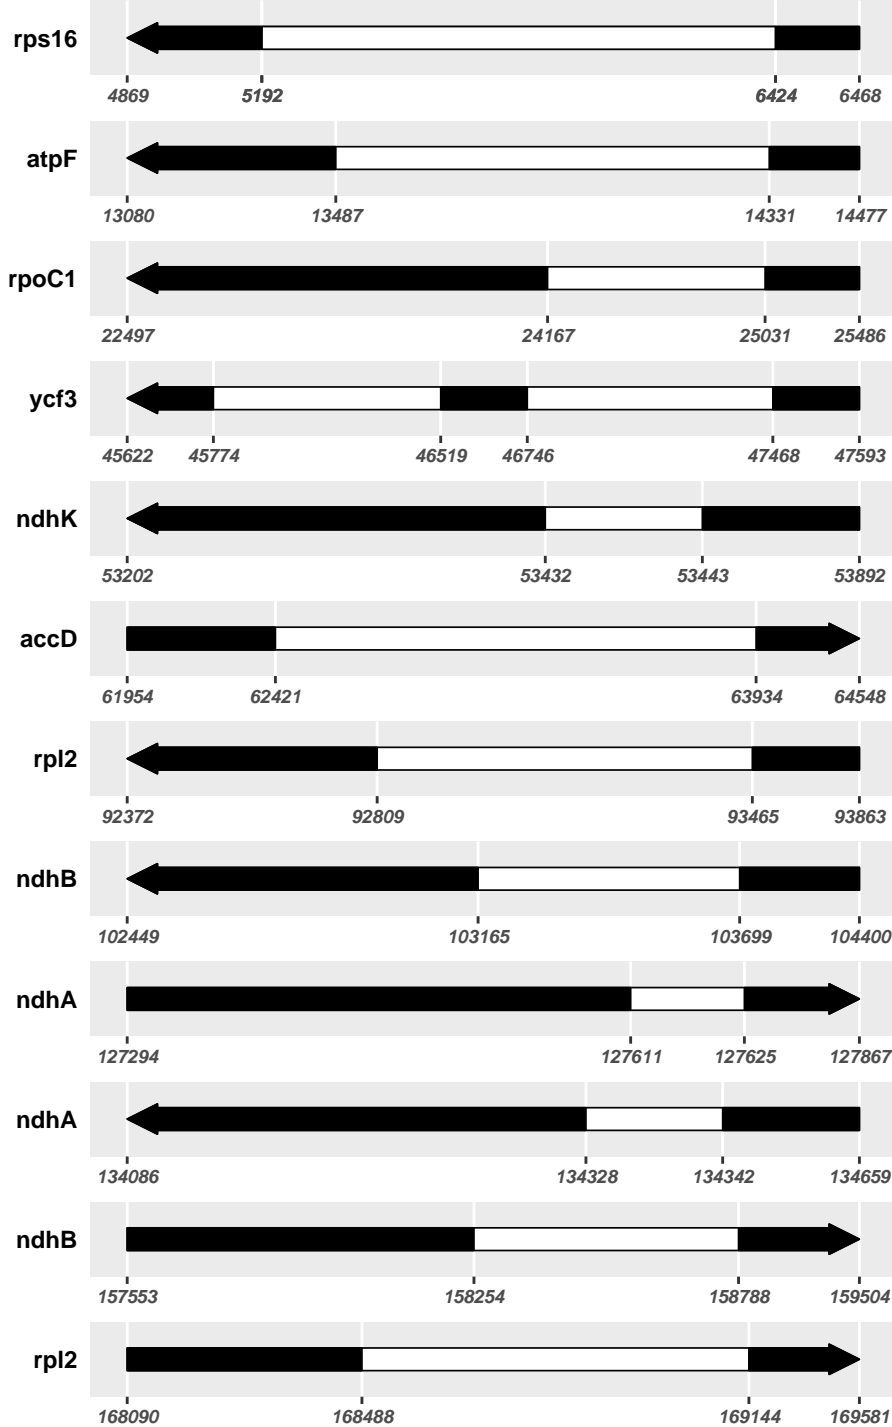 rps16
4869 5192 6424 6468
atpF
13080 13487 14331 14477
rpoC1
22497 24167 25031 25486
ycf3
45622 45774 46519 46746 47468 47593
ndhK
53202 53432 53443 53892
accD
61954 62421 63934 64548
rpl2
92372 92809 93465 93863
ndhB
102449 103165 103699 104400
ndhA
127294 127611 127625 127867
ndhA
134086 134328 134342 134659
ndhB
157553 158254 158788 159504
rpl2
168090 168488 169144 169581